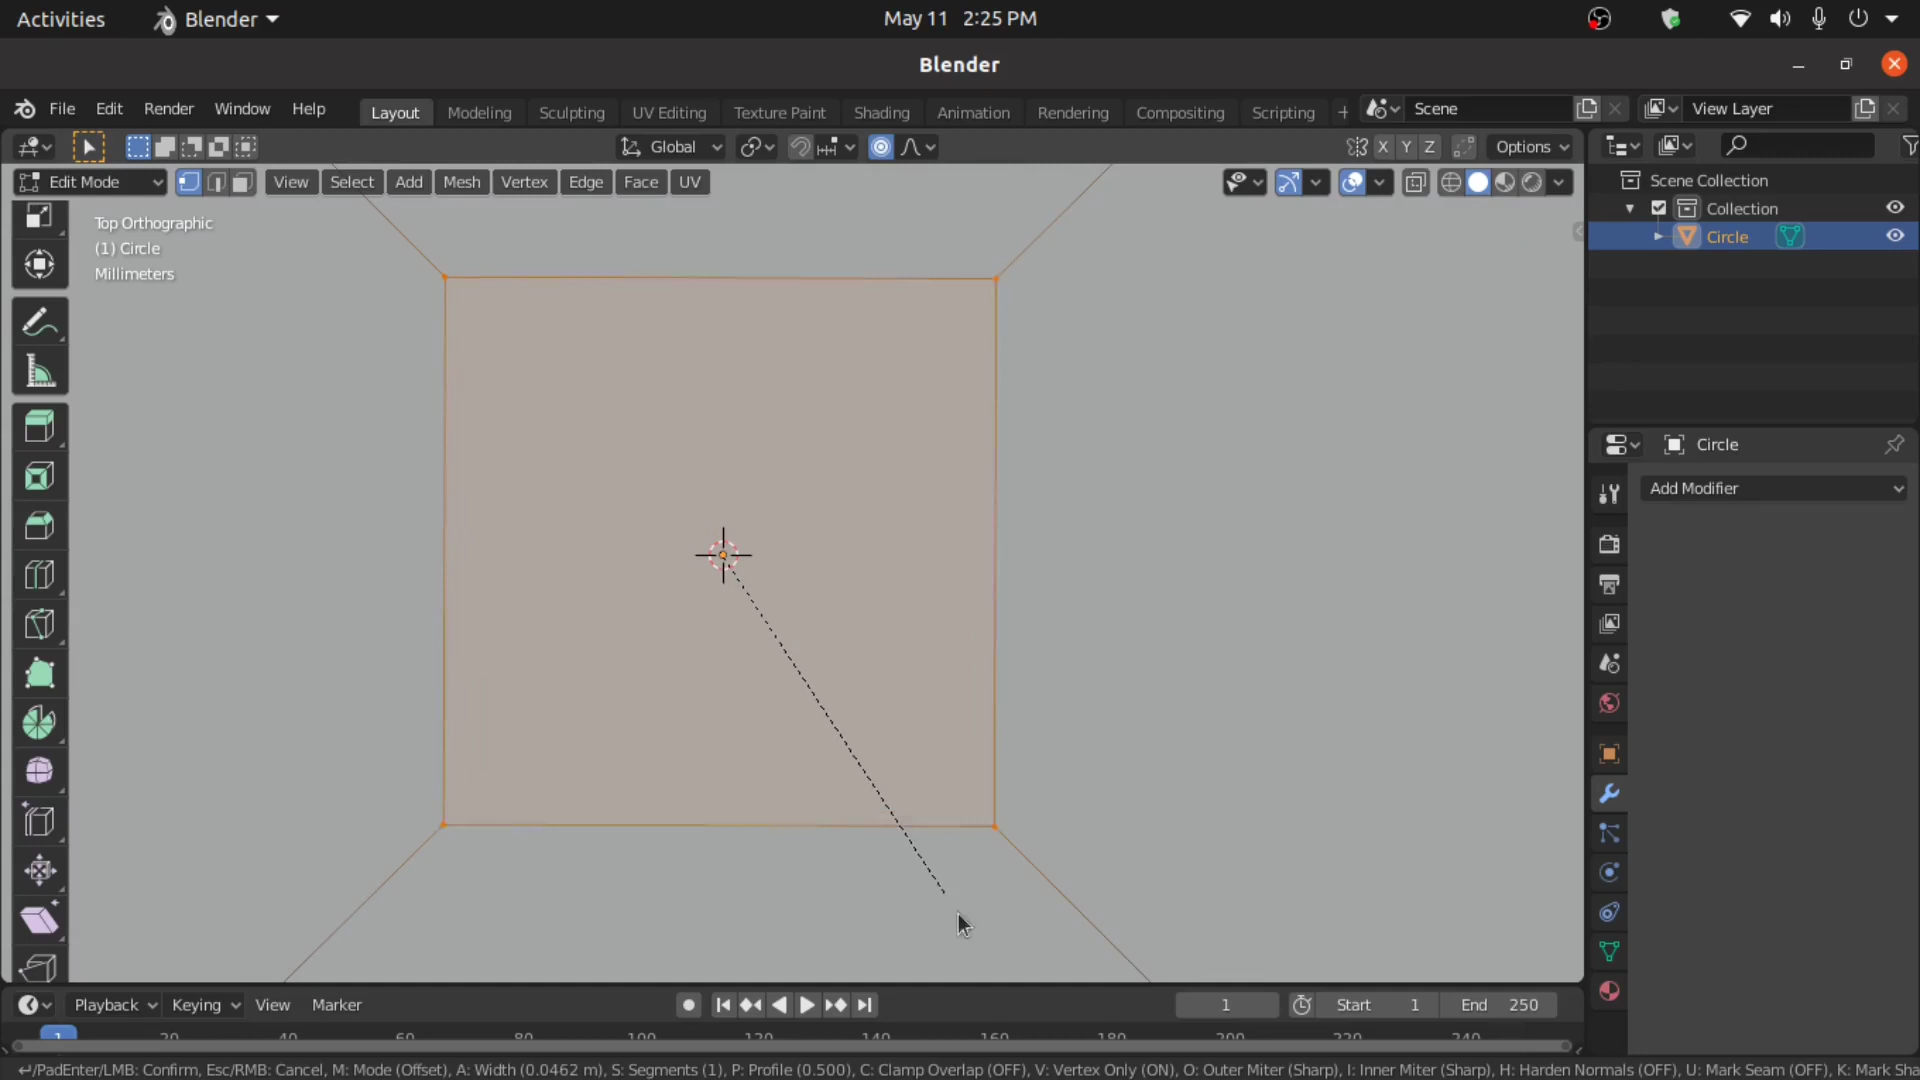 Activities Blender May 11 2:25 PM
Blender
File Edit Render Window Help Layout Modeling Sculpting UV Editing Texture Paint Shading Animation Rendering Compositing Scripting + Scene View Layer
Global X Y Z Options
Edit Mode View Select Add Mesh Vertex Edge Face UV
Scene Collection
Collection
Circle
Top Orthographic
(1) Circle
Millimeters
Circle
Add Modifier
Playback Keying View Marker 1 Start 1 End 250
1 20 40 60 80 100 120 140 160 180 200 220 240
↵/PadEnter/LMB: Confirm, Esc/RMB: Cancel, M: Mode (Offset), A: Width (0.0462 m), S: Segments (1), P: Profile (0.500), C: Clamp Overlap (OFF), V: Vertex Only (ON), O: Outer Miter (Sharp), I: Inner Miter (Sharp), H: Harden Normals (OFF), U: Mark Seam (OFF), K: Mark Sha